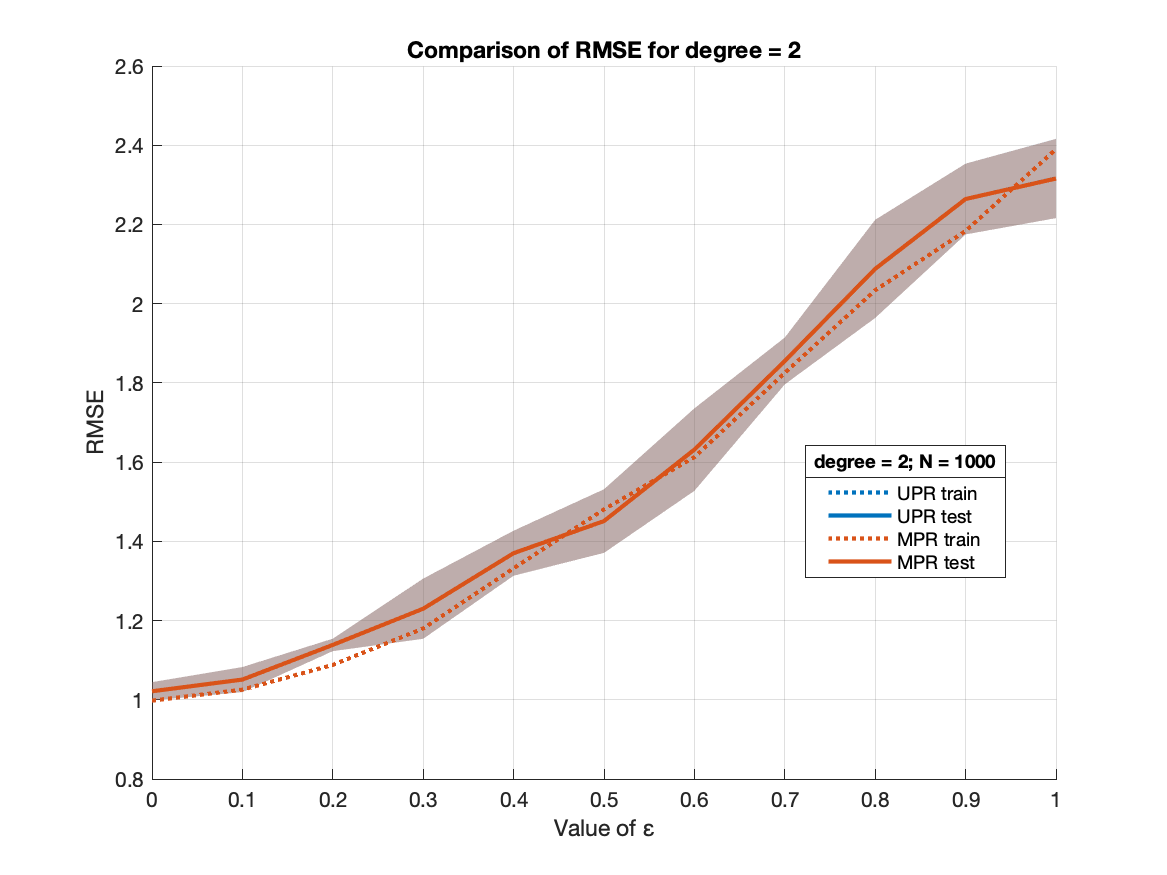 Comparison of RMSE for degree = 2
2.6
2.4
2.2
2
1.8
1.6
1.4
1.2
1
0.8
RMSE
degree = 2; N = 1000
UPR train
UPR test
MPR train
MPR test
0 0.1 0.2 0.3 0.4 0.5 0.6 0.7 0.8 0.9 1
Value of ε